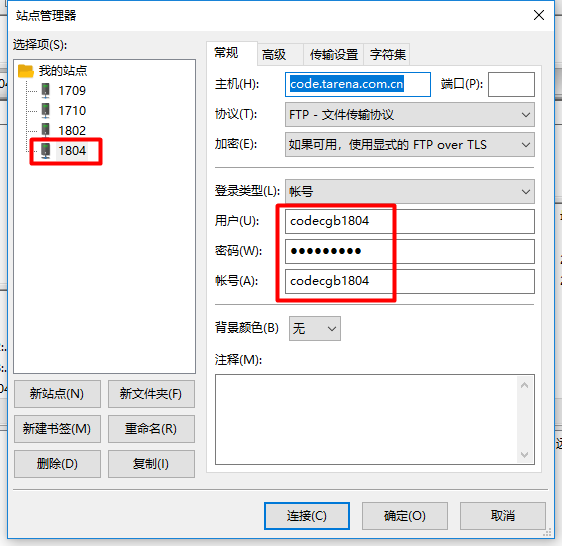 站点管理器
选择项(S):
我的站点
1709
1710
1802
1804
新站点(N)
新文件夹(F)
新建书签(M)
重命名(R)
删除(D)
复制(I)
常规
高级
传输设置
字符集
主机(H):
code.tarena.com.cn
端口(P):
协议(T):
FTP - 文件传输协议
加密(E):
如果可用，使用显式的 FTP over TLS
登录类型(L):
帐号
用户(U):
codecgb1804
密码(W):
●●●●●●●●●
帐号(A):
codecgb1804
背景颜色(B)
无
注释(M):
连接(C)
确定(O)
取消